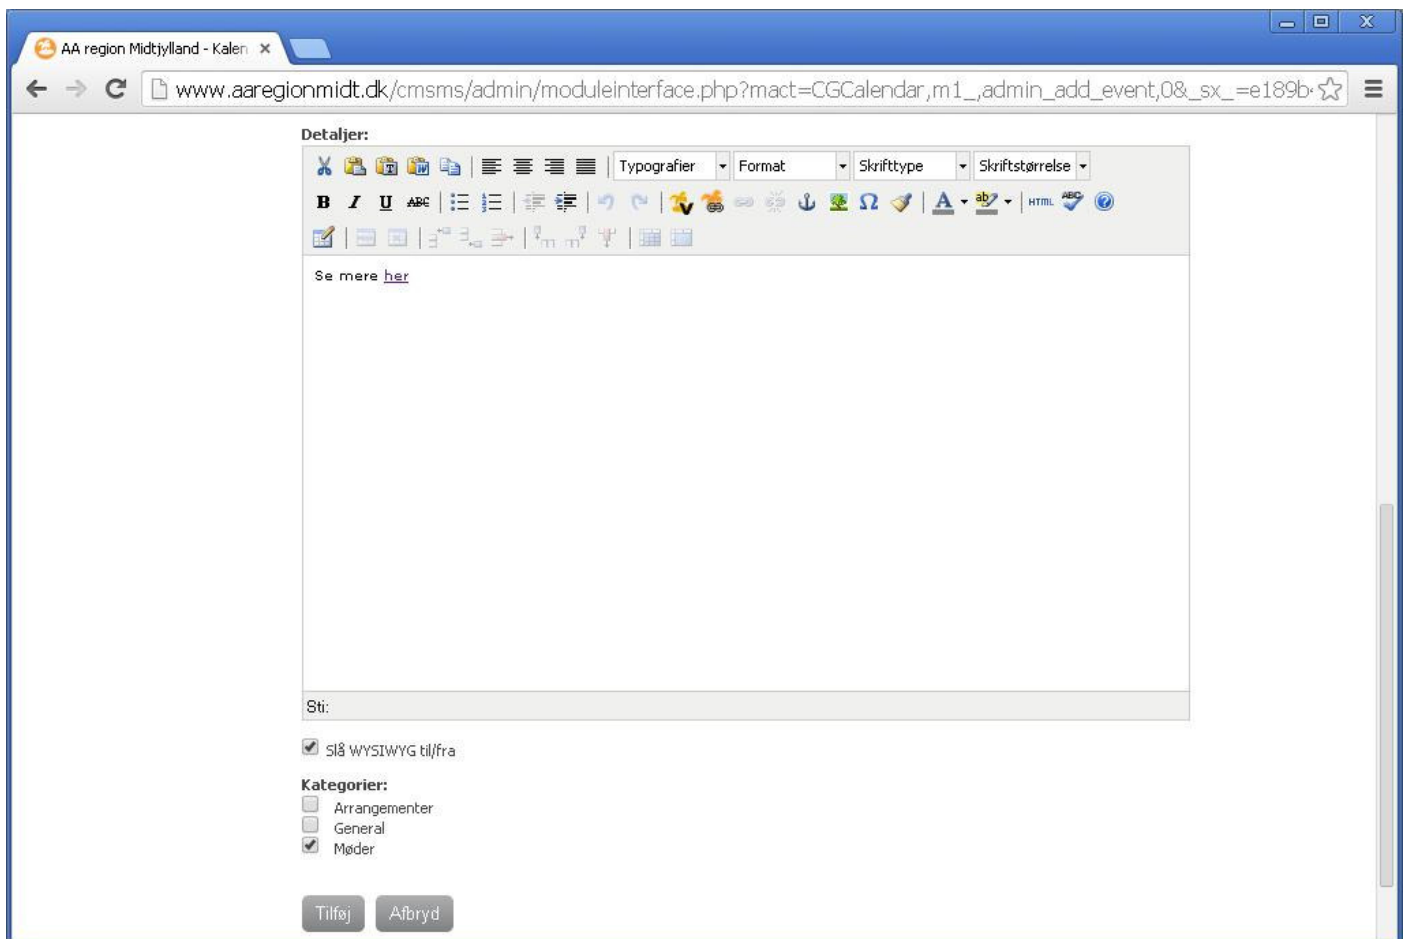 AA region Midtjylland - Kalen
www.aaregionmidt.dk/cmsms/admin/moduleinterface.php?mact=CGCalendar,m1_,admin_add_event,0&_sx_=e189b
Detaljer:
Typografier Format Skrifttype Skriftstørrelse
B I U ABC A ab HTML ABC
Se mere her
Sti:
Slå WYSIWYG til/fra
Kategorier:
Arrangementer
General
Møder
Tilføj Afbryd